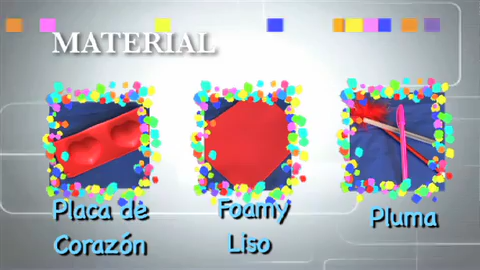 MATERIAL
Placa de
Corazón
Foamy
Liso
Pluma